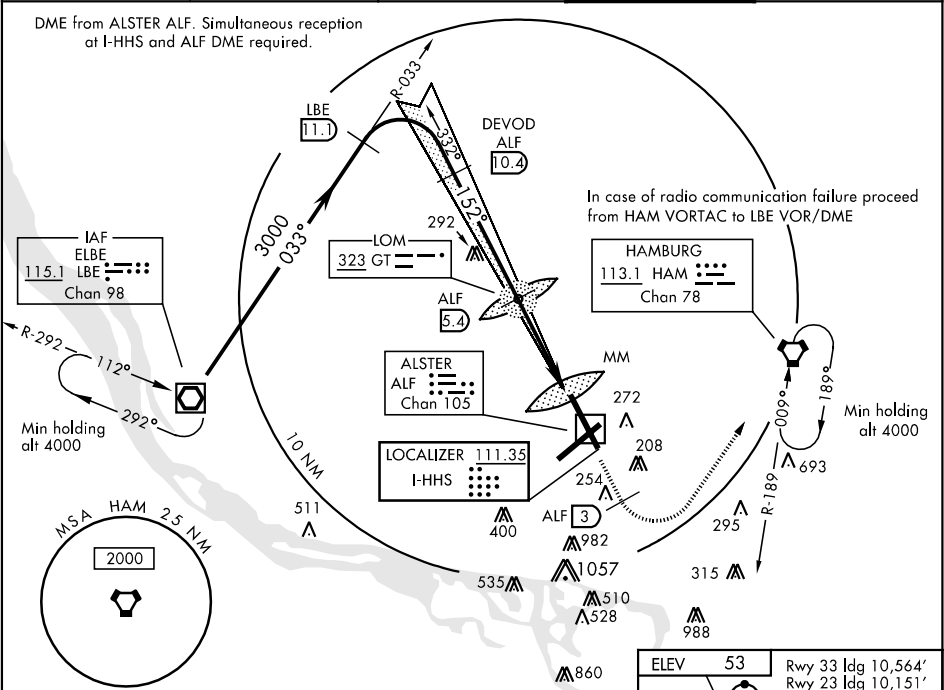 DME from ALSTER ALF. Simultaneous reception
at I-HHS and ALF DME required.
R-033
LBE
11.1
332°
DEVOD
ALF
10.4
152°
3000
033°
292
In case of radio communication failure proceed
from HAM VORTAC to LBE VOR/DME
IAF
ELBE
115.1 LBE
Chan 98
LOM
323 GT
HAMBURG
113.1 HAM
Chan 78
ALF
5.4
R-292
112°
292°
Min holding
alt 4000
ALSTER
ALF
Chan 105
MM
272
009°
189°
Min holding
alt 4000
LOCALIZER 111.35
I-HHS
208
10 NM
254
693
R-189
ALF 3
295
511
400
982
MSA HAM 25 NM
2000
1057
535
315
510
528
988
860
ELEV 53
Rwy 33 ldg 10,564'
Rwy 23 ldg 10,151'